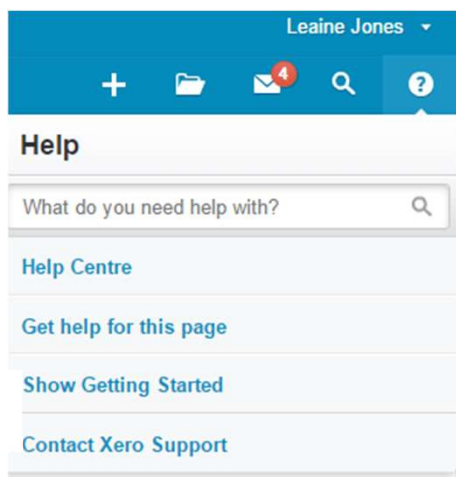 Leaine Jones
4
?
Help
What do you need help with?
Help Centre
Get help for this page
Show Getting Started
Contact Xero Support